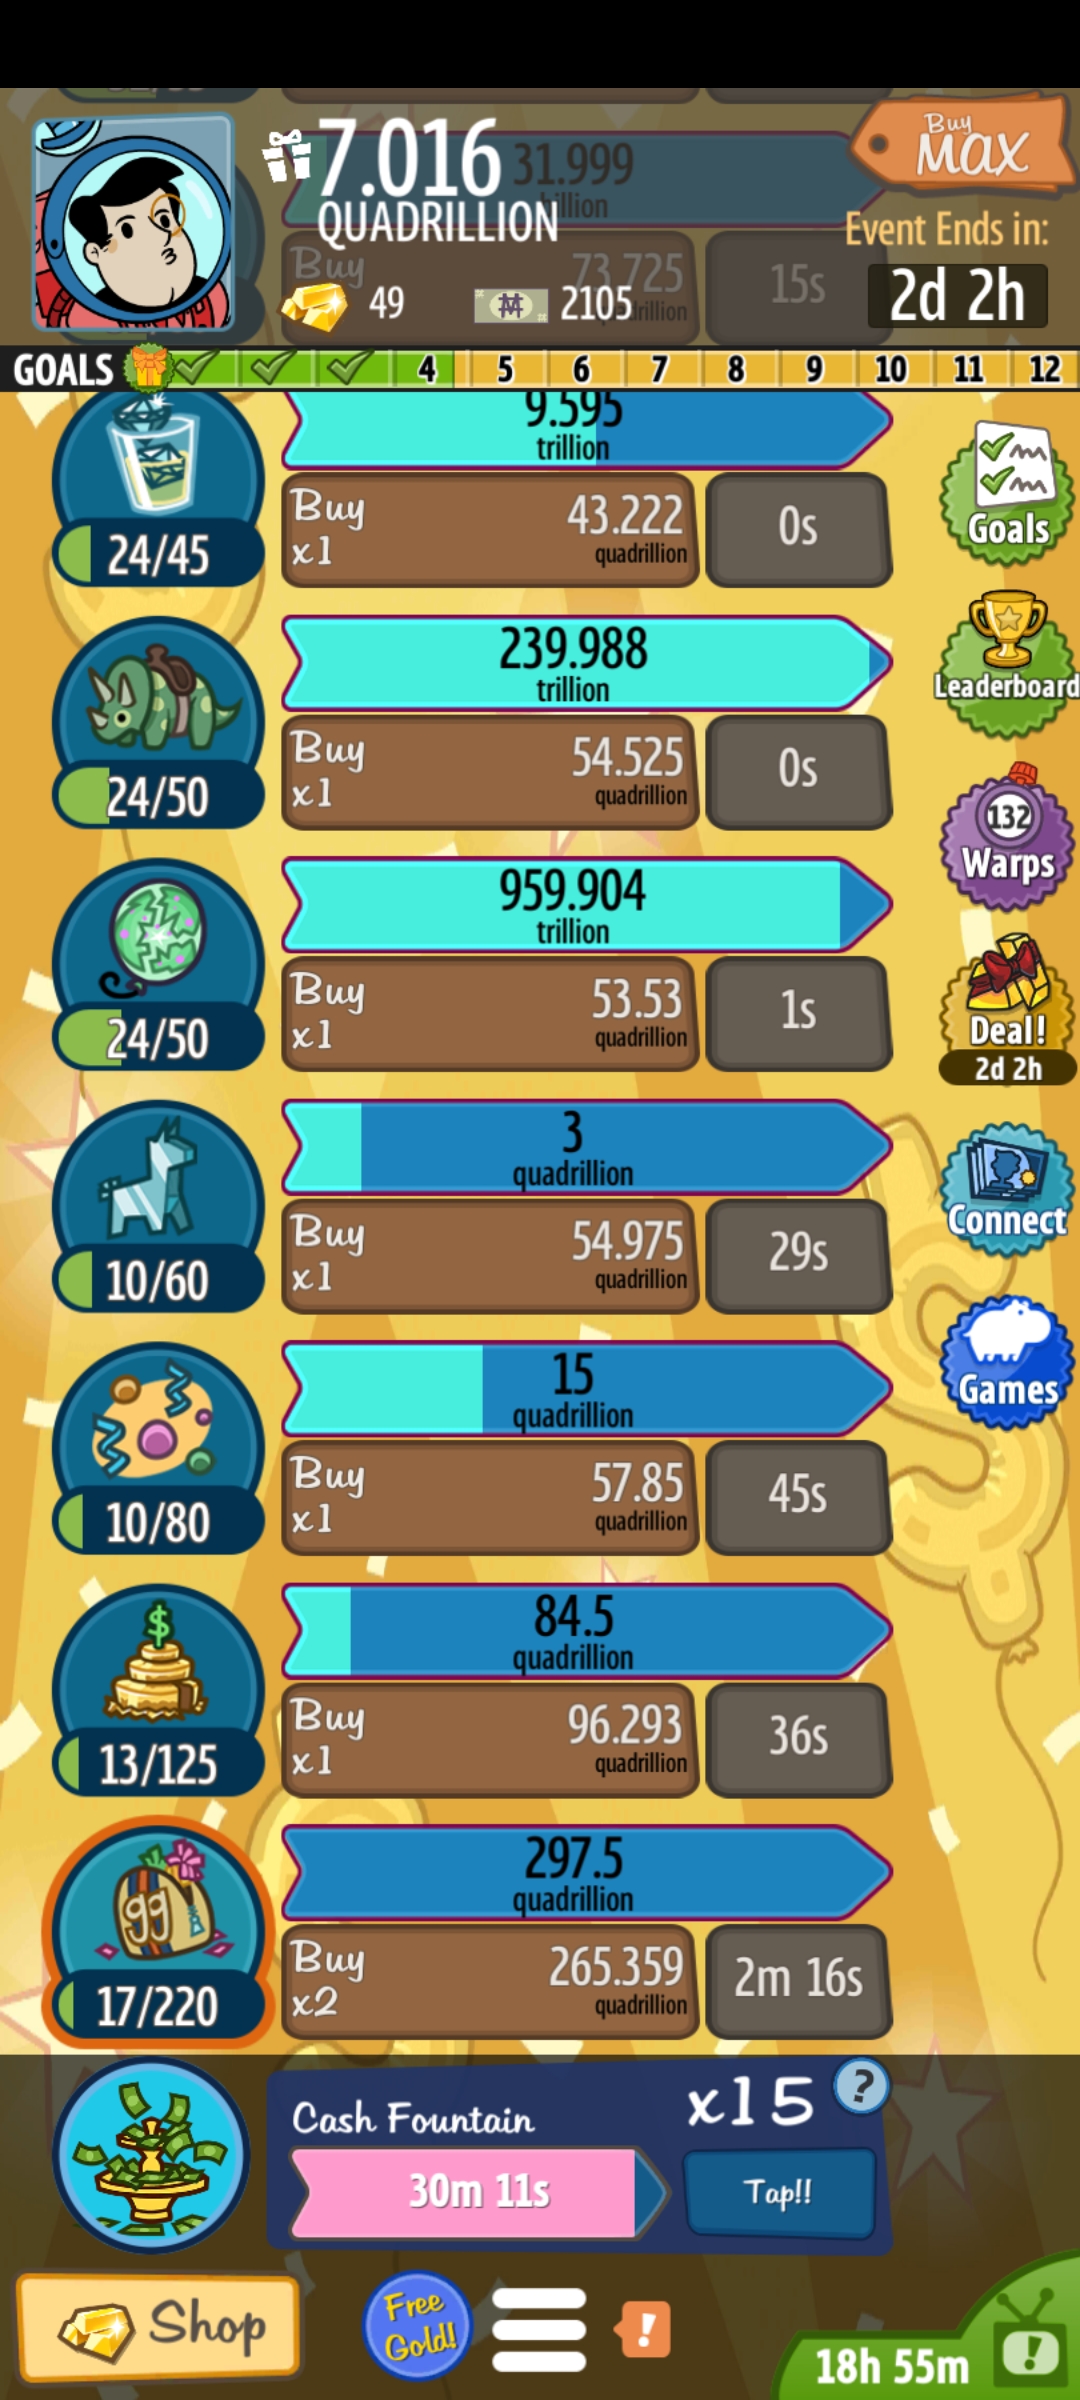 7.016
QUADRILLION
31.999
Buy
MAX
Event Ends in:
2d 2h
Buy
73.725
15s
49
2105
GOALS
4
5
6
7
8
9
10
11
12
9.595
trillion
24/45
Buy
x1
43.222
quadrillion
0s
Goals
239.988
trillion
24/50
Buy
x1
54.525
quadrillion
0s
Leaderboard
959.904
trillion
24/50
Buy
x1
53.53
quadrillion
1s
132
Warps
Deal!
2d 2h
3
quadrillion
10/60
Buy
x1
54.975
quadrillion
29s
Connect
15
quadrillion
10/80
Buy
x1
57.85
quadrillion
45s
Games
$
84.5
quadrillion
13/125
Buy
x1
96.293
quadrillion
36s
99
297.5
quadrillion
17/220
Buy
x2
265.359
quadrillion
2m 16s
Cash Fountain
x15
?
30m 11s
Tap!!
Shop
Free
Gold!
!
18h 55m
!